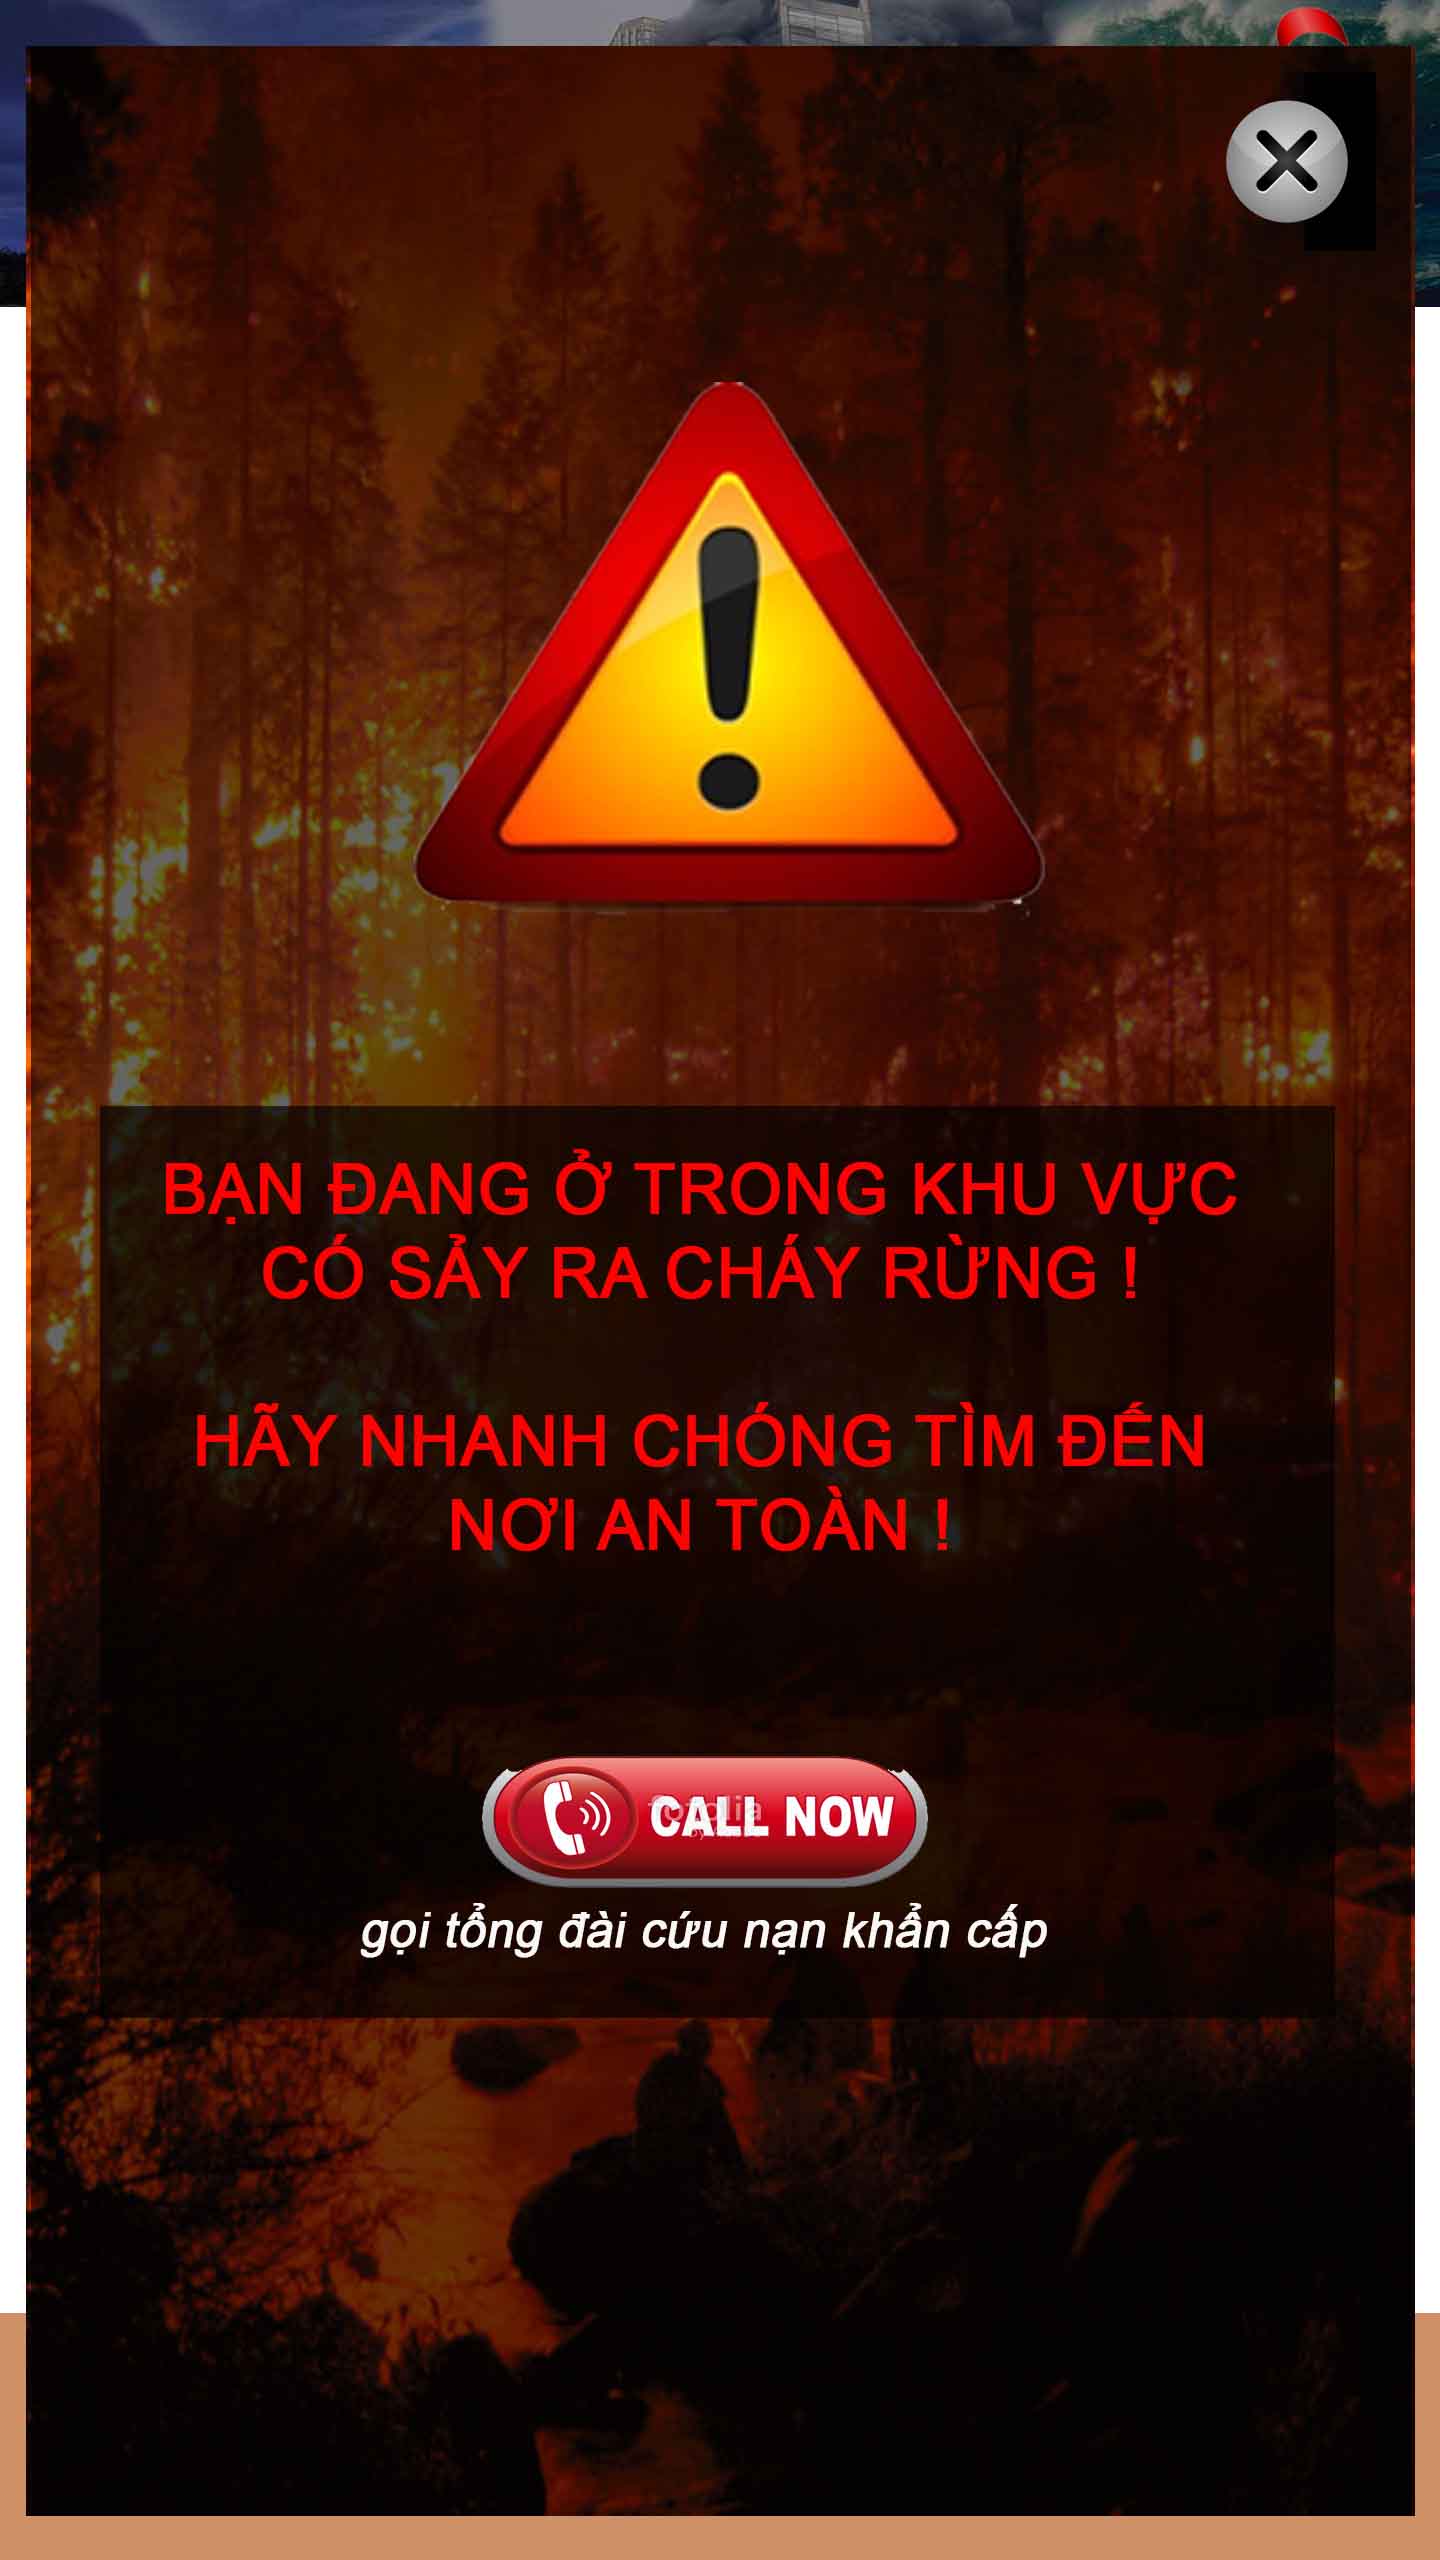 BẠN ĐANG Ở TRONG KHU VỰC
CÓ SẢY RA CHÁY RỪNG !
HÃY NHANH CHÓNG TÌM ĐẾN
NƠI AN TOÀN !
fotolia
CALL NOW
gọi tổng đài cứu nạn khẩn cấp